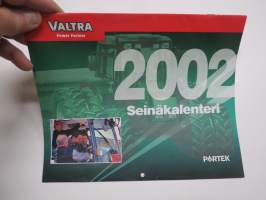 VALTRA
Power Partner
2002
Seinäkalenteri
PARTEK